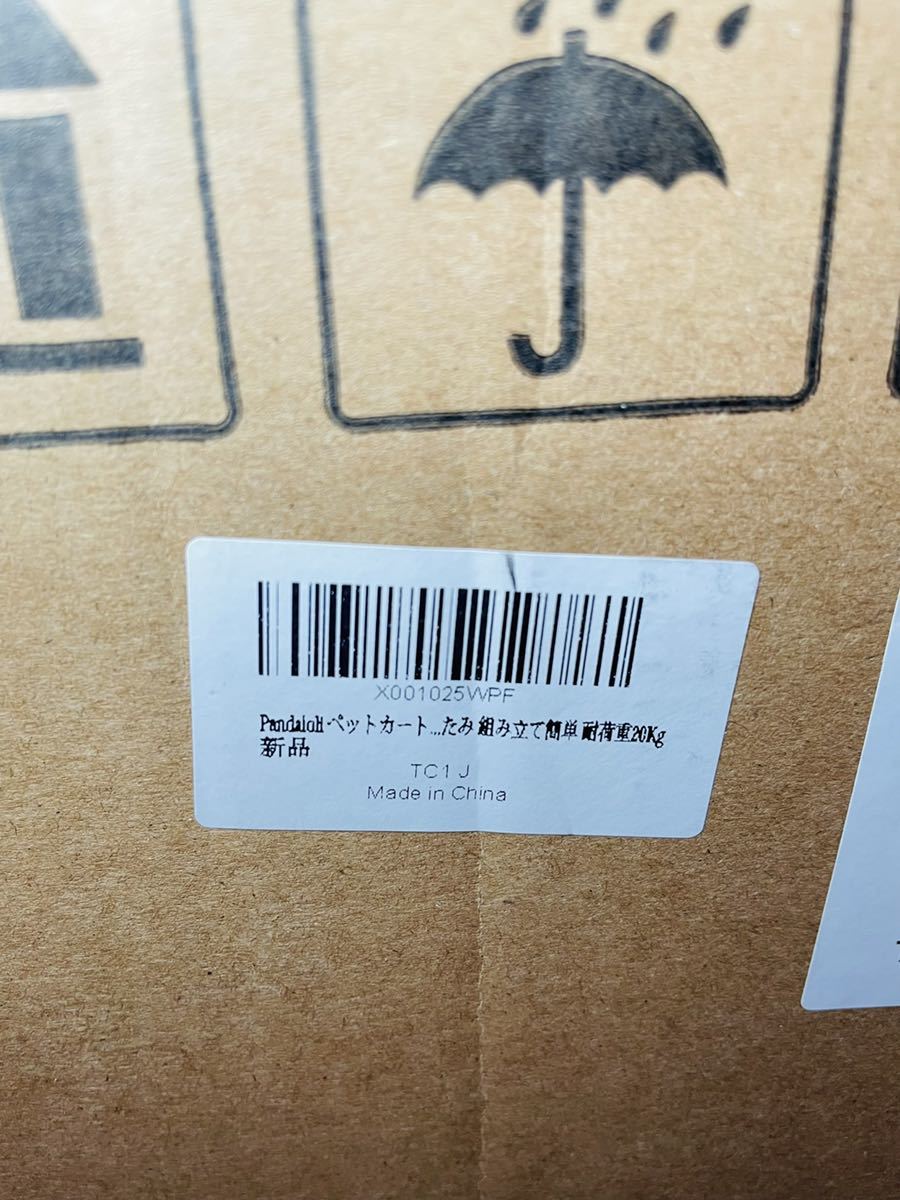 X001025WPF
Pandaloli ペットカート...たみ 組み立て簡単 耐荷重20Kg
新品
TC1 J
Made in China